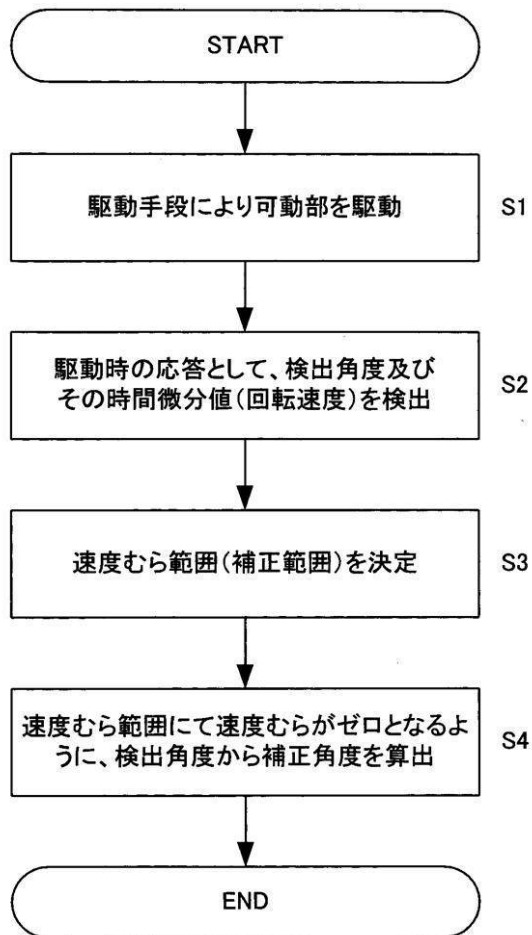 START
駆動手段により可動部を駆動
S1
駆動時の応答として、検出角度及び
その時間微分値(回転速度)を検出
S2
速度むら範囲(補正範囲)を決定
S3
速度むら範囲にて速度むらがゼロとなるよ
うに、検出角度から補正角度を算出
S4
END